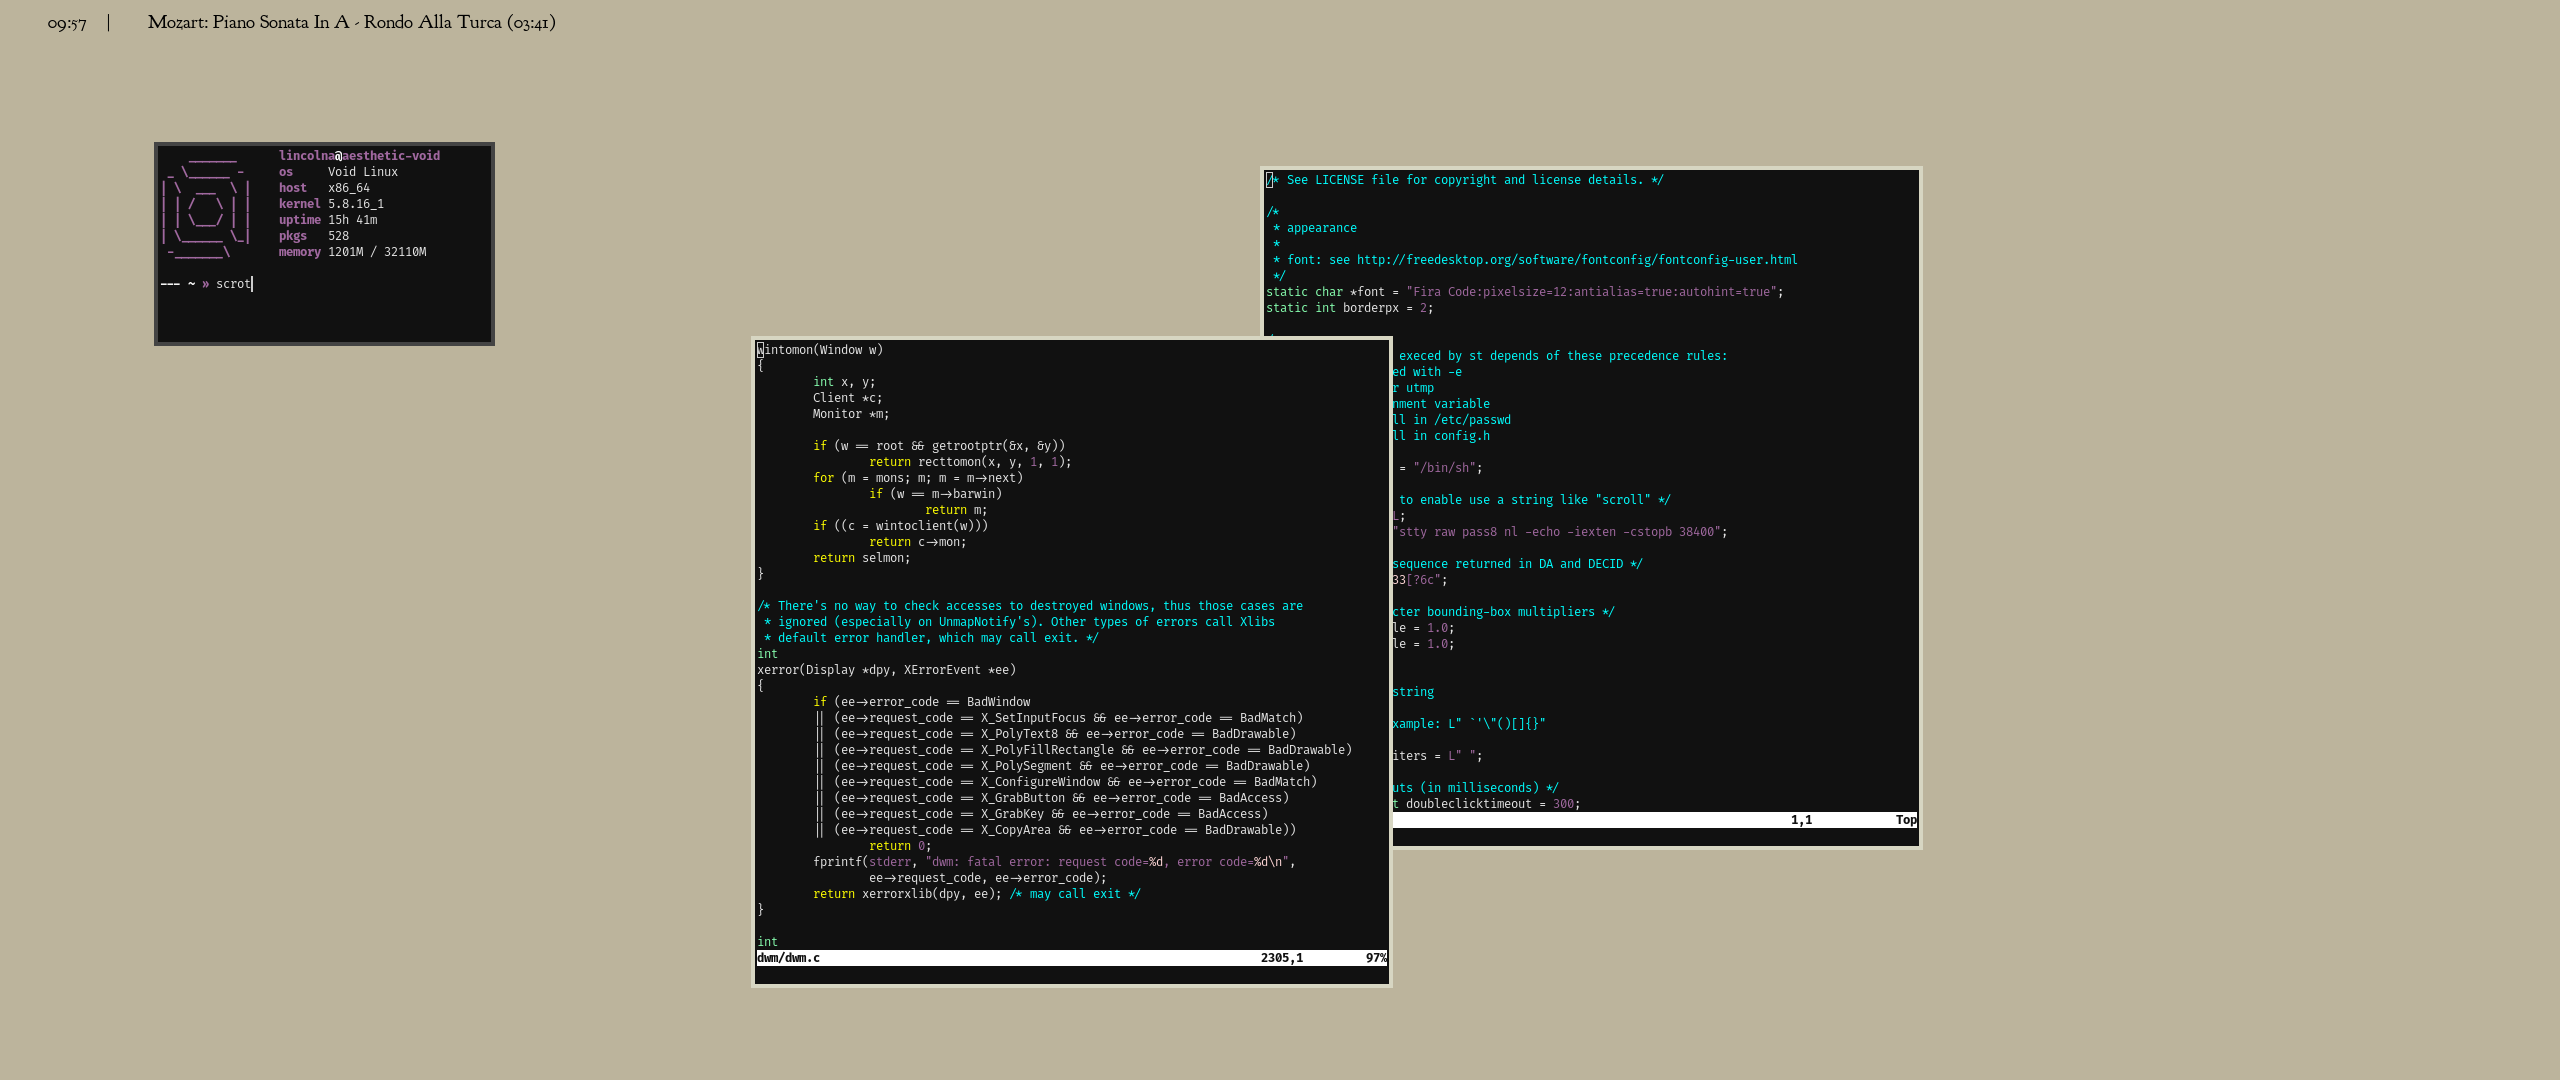 09:57 | Mozart: Piano Sonata In A - Rondo Alla Turca (03:41)
lincolna@aesthetic-void
os Void Linux
host x86_64
kernel 5.8.16_1
uptime 15h 41m
pkgs 528
memory 1201M / 32110M
--- ~ » scrot
/* See LICENSE file for copyright and license details. */
/*
 * appearance
 *
 * font: see http://freedesktop.org/software/fontconfig/fontconfig-user.html
 */
static char *font = "Fira Code:pixelsize=12:antialias=true:autohint=true";
static int borderpx = 2;
execed by st depends of these precedence rules:
ed with -e
r utmp
nment variable
ll in /etc/passwd
ll in config.h
= "/bin/sh";
to enable use a string like "scroll" */
L;
"stty raw pass8 nl -echo -iexten -cstopb 38400";
sequence returned in DA and DECID */
33[?6c";
cter bounding-box multipliers */
le = 1.0;
le = 1.0;
string
xample: L" `'\"()[]{}"
iters = L" ";
uts (in milliseconds) */
t doubleclicktimeout = 300;
1,1 Top
wintomon(Window w)
{
int x, y;
Client *c;
Monitor *m;
if (w == root && getrootptr(&x, &y))
return recttomon(x, y, 1, 1);
for (m = mons; m; m = m->next)
if (w == m->barwin)
return m;
if ((c = wintoclient(w)))
return c->mon;
return selmon;
}
/* There's no way to check accesses to destroyed windows, thus those cases are
 * ignored (especially on UnmapNotify's). Other types of errors call Xlibs
 * default error handler, which may call exit. */
int
xerror(Display *dpy, XErrorEvent *ee)
{
if (ee->error_code == BadWindow
|| (ee->request_code == X_SetInputFocus && ee->error_code == BadMatch)
|| (ee->request_code == X_PolyText8 && ee->error_code == BadDrawable)
|| (ee->request_code == X_PolyFillRectangle && ee->error_code == BadDrawable)
|| (ee->request_code == X_PolySegment && ee->error_code == BadDrawable)
|| (ee->request_code == X_ConfigureWindow && ee->error_code == BadMatch)
|| (ee->request_code == X_GrabButton && ee->error_code == BadAccess)
|| (ee->request_code == X_GrabKey && ee->error_code == BadAccess)
|| (ee->request_code == X_CopyArea && ee->error_code == BadDrawable))
return 0;
fprintf(stderr, "dwm: fatal error: request code=%d, error code=%d\n",
ee->request_code, ee->error_code);
return xerrorxlib(dpy, ee); /* may call exit */
}
int
dwm/dwm.c 2305,1 97%